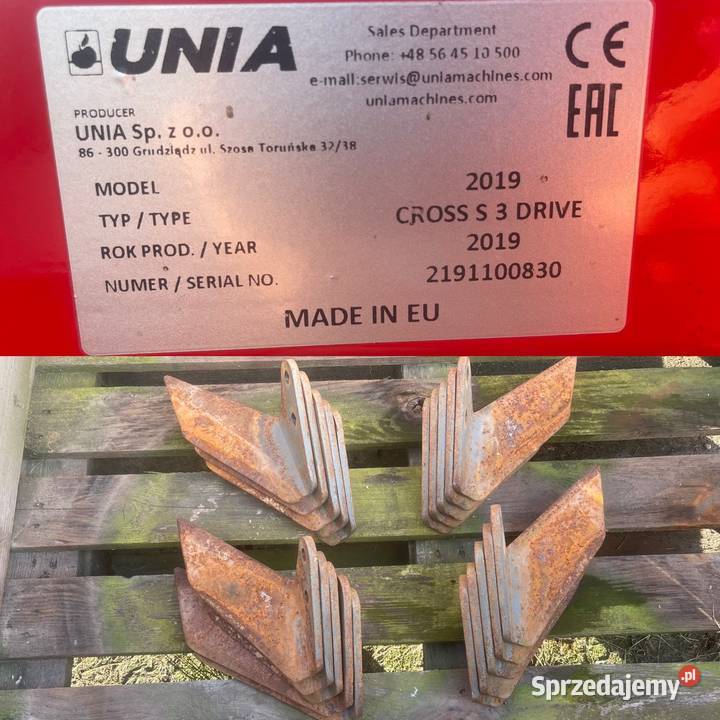 UNIA
Sales Department
Phone: +48 56 45 10 500
e-mail:serwis@uniamachines.com
uniamachines.com
CE
EAC
PRODUCER
UNIA Sp. z o.o.
86 - 300 Grudziądz ul. Szosa Toruńska 32/38
MODEL 2019
TYP / TYPE CROSS S 3 DRIVE
ROK PROD. / YEAR 2019
NUMER / SERIAL NO. 2191100830
MADE IN EU
Sprzedajemy.pl